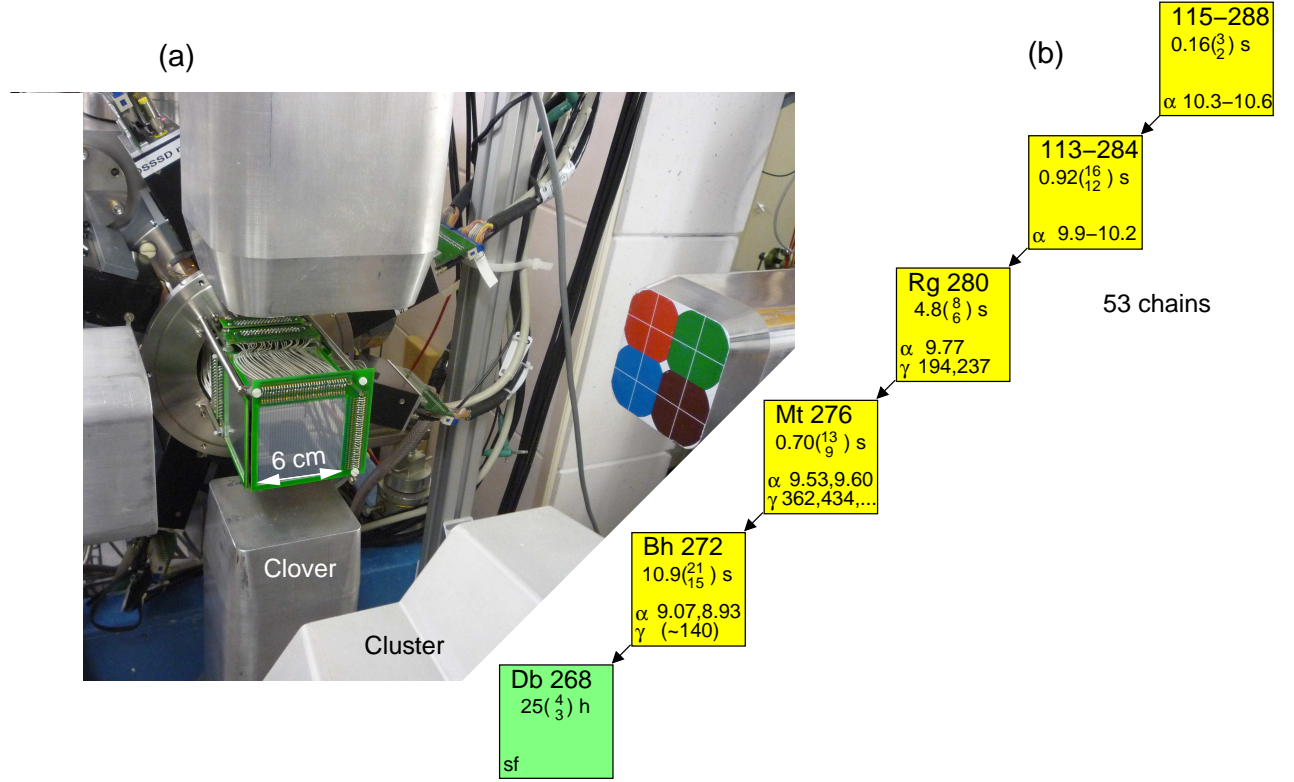 (a)
(b)
SSSD
6 cm
Clover
Cluster
115–288
0.16(3 2) s
α 10.3–10.6
113–284
0.92(16 12) s
α 9.9–10.2
53 chains
Rg 280
4.8(8 6) s
α 9.77
γ 194,237
Mt 276
0.70(13 9) s
α 9.53,9.60
γ 362,434,...
Bh 272
10.9(21 15) s
α 9.07,8.93
γ (~140)
Db 268
25(4 3) h
sf